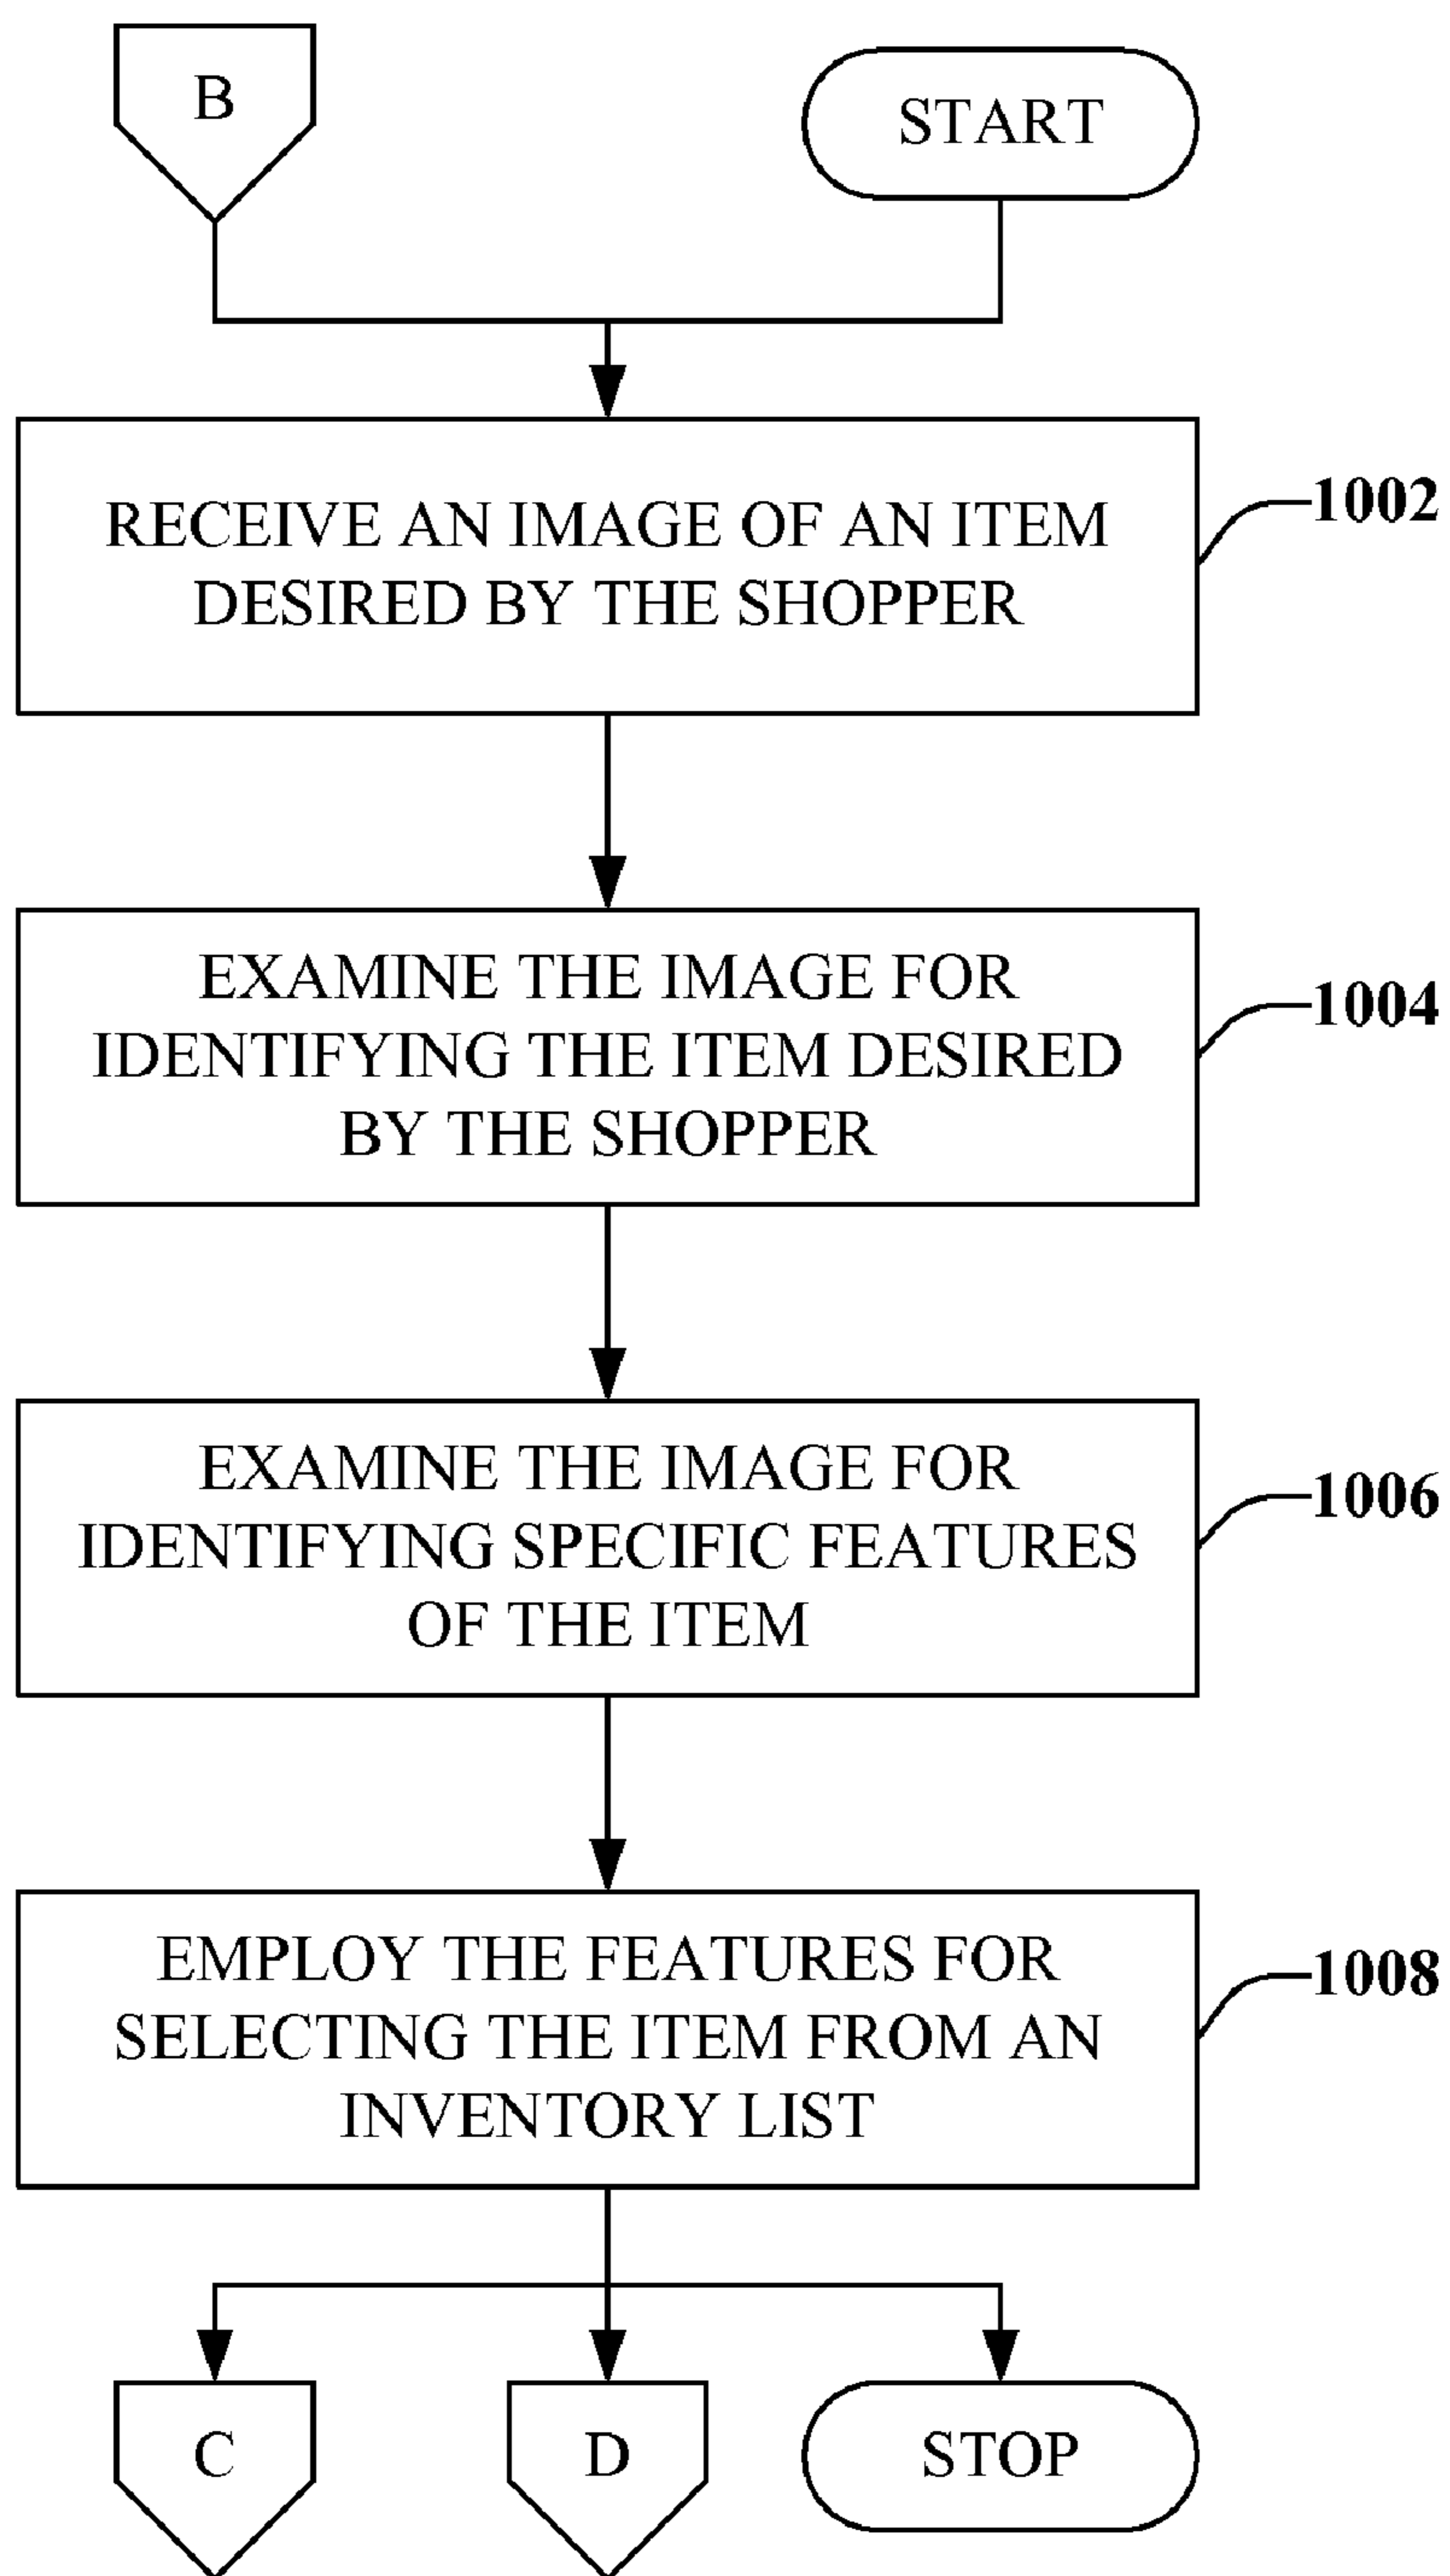 B
START
RECEIVE AN IMAGE OF AN ITEM
DESIRED BY THE SHOPPER
1002
EXAMINE THE IMAGE FOR
IDENTIFYING THE ITEM DESIRED
BY THE SHOPPER
1004
EXAMINE THE IMAGE FOR
IDENTIFYING SPECIFIC FEATURES
OF THE ITEM
1006
EMPLOY THE FEATURES FOR
SELECTING THE ITEM FROM AN
INVENTORY LIST
1008
C
D
STOP